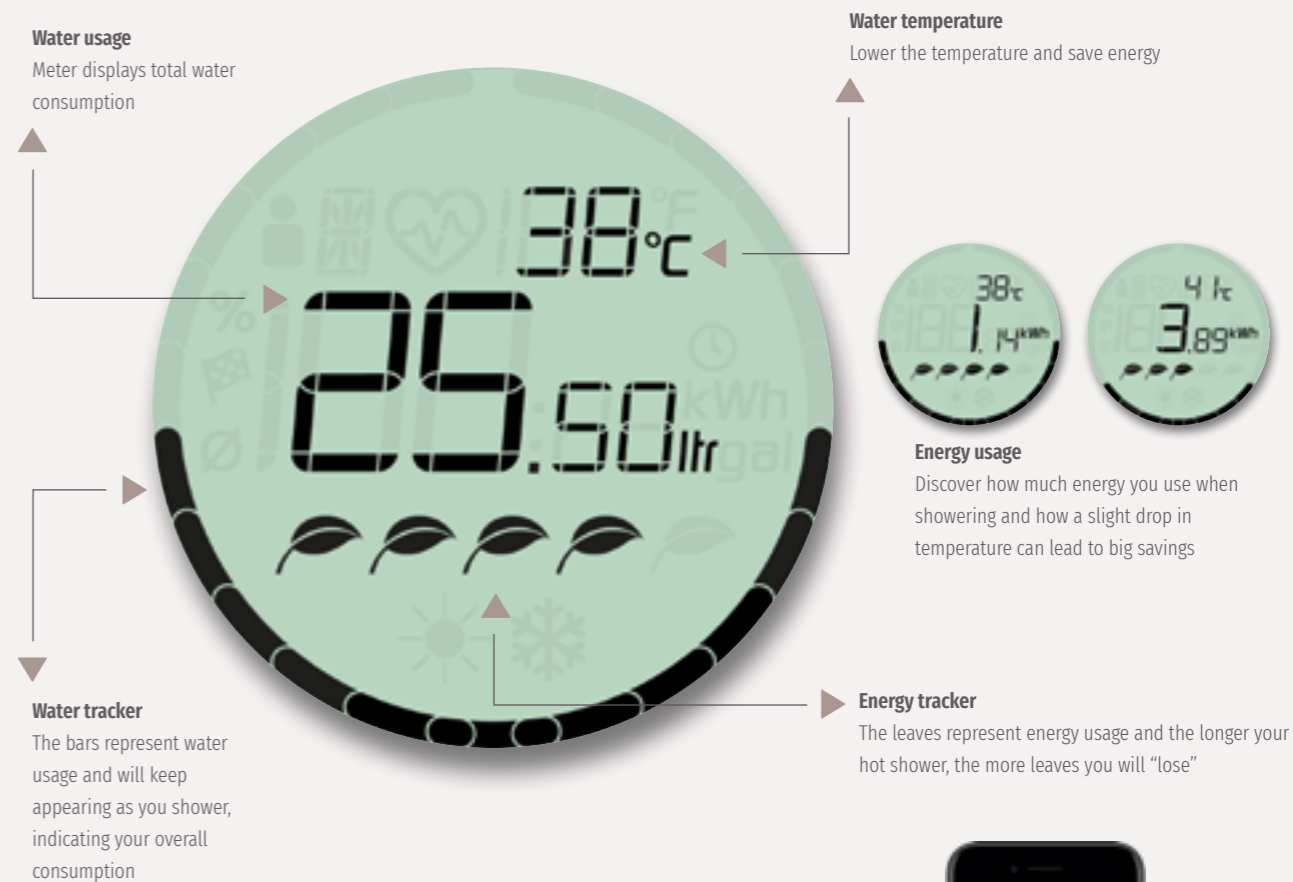 Water usage
Meter displays total water
consumption
Water temperature
Lower the temperature and save energy
38°C
25.50ltr
% °F
kWh
gal
Ø
38°C
1.14kWh
41°C
3.89kWh
Energy usage
Discover how much energy you use when
showering and how a slight drop in
temperature can lead to big savings
Water tracker
The bars represent water
usage and will keep
appearing as you shower,
indicating your overall
consumption
Energy tracker
The leaves represent energy usage and the longer your
hot shower, the more leaves you will “lose”